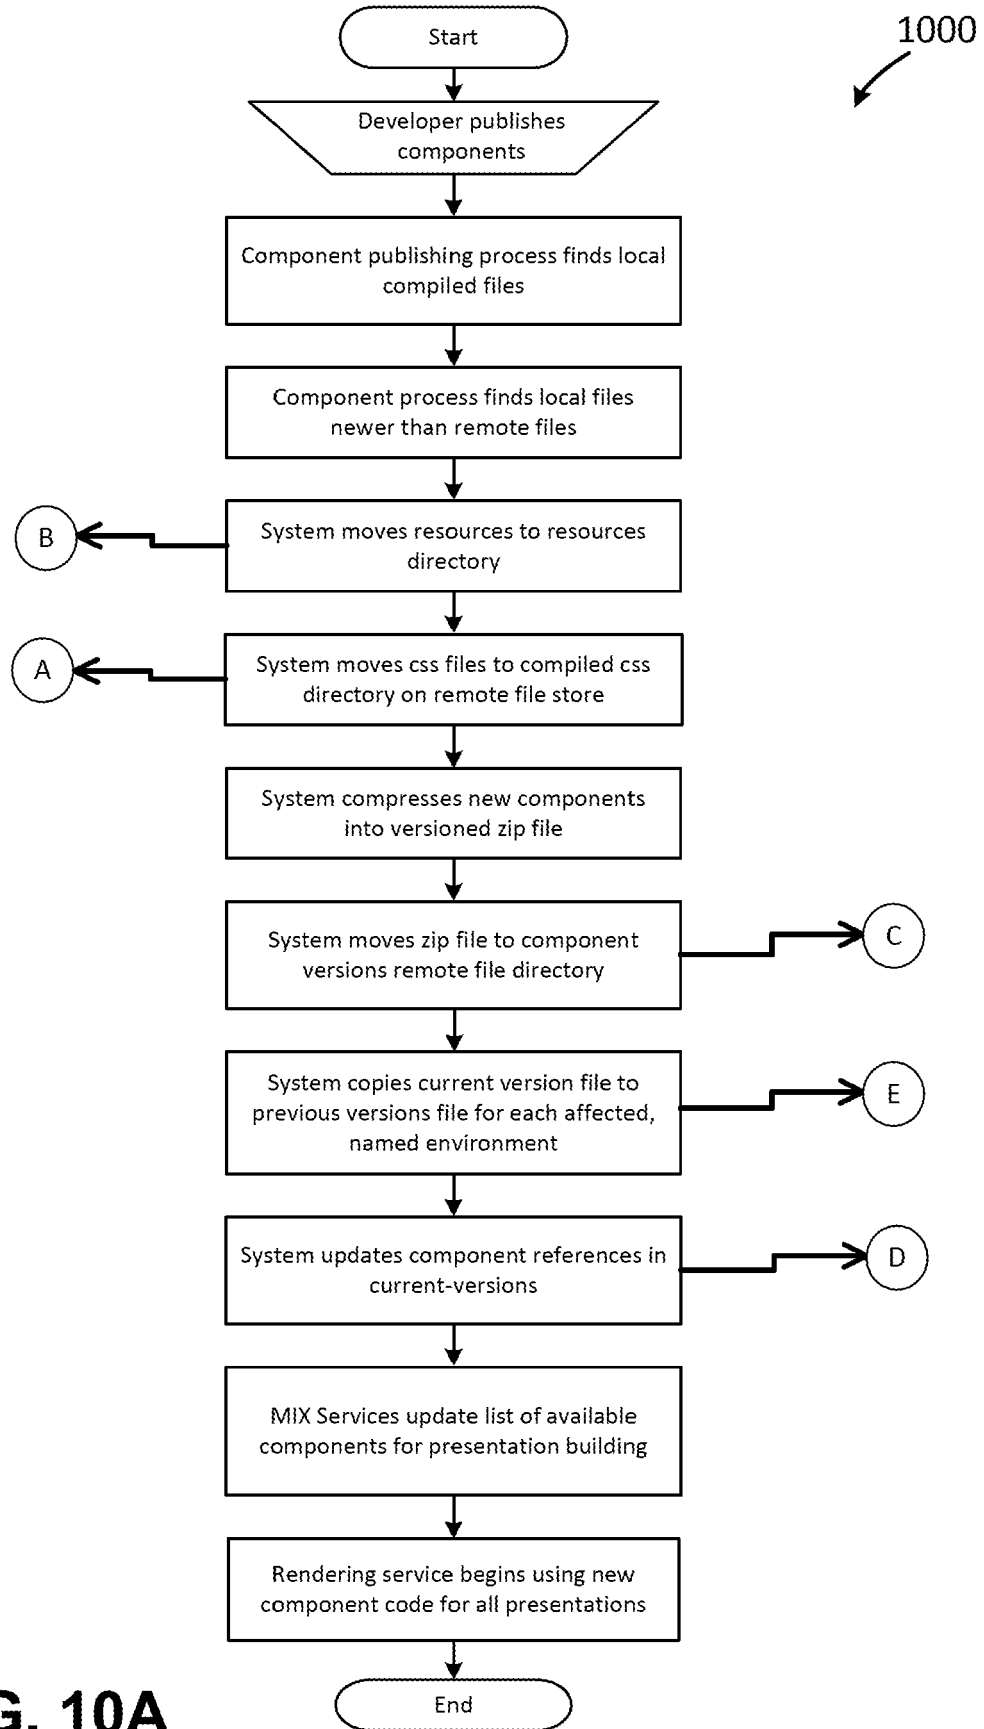 1000
Start
Developer publishes
components
Component publishing process finds local
compiled files
Component process finds local files
newer than remote files
B
System moves resources to resources
directory
A
System moves css files to compiled css
directory on remote file store
System compresses new components
into versioned zip file
System moves zip file to component
versions remote file directory
C
System copies current version file to
previous versions file for each affected,
named environment
E
System updates component references in
current-versions
D
MIX Services update list of available
components for presentation building
Rendering service begins using new
component code for all presentations
End
G. 10A